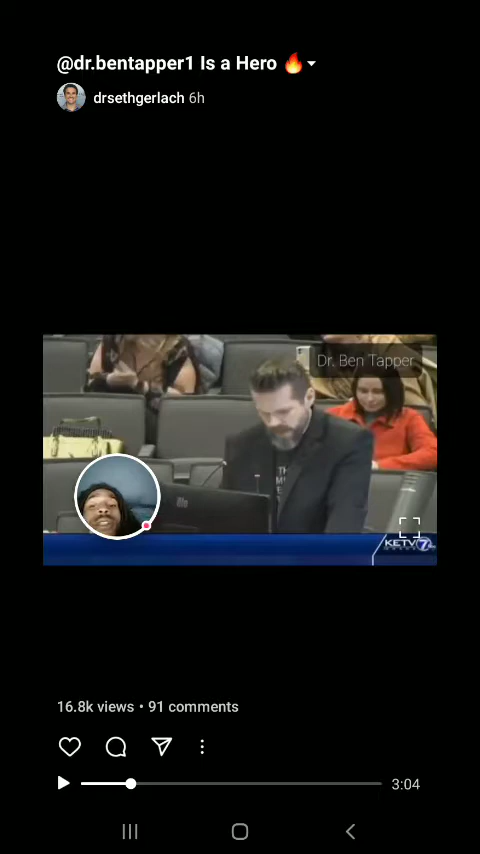 @dr.bentapper1 Is a Hero 🔥
drsethgerlach 6h
Dr. Ben Tapper
KETV 7
16.8k views • 91 comments
3:04